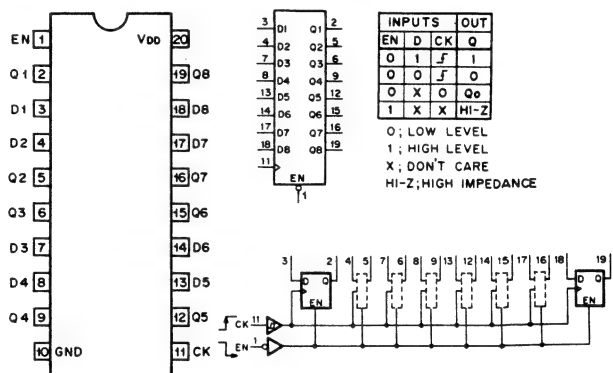 EN 1 VDD 20
Q1 2 19 Q8
D1 3 18 D8
D2 4 17 D7
Q2 5 16 Q7
Q3 6 15 Q6
D3 7 14 D6
D4 8 13 D5
Q4 9 12 Q5
10 GND 11 CK
3 D1 Q1 2
4 D2 Q2 5
7 D3 Q3 6
8 D4 Q4 9
13 D5 Q5 12
14 D6 Q6 15
17 D7 Q7 16
18 D8 Q8 19
11
EN
1
INPUTS OUT
EN D CK Q
0 1 1
0 0 0
0 X 0 Qo
1 X X HI-Z
0; LOW LEVEL
1; HIGH LEVEL
X; DON'T CARE
HI-Z; HIGH IMPEDANCE
3 2 4 5 7 6 8 9 13 12 14 15 17 16 18 19
D Q D Q
EN EN
CK 11
EN 1